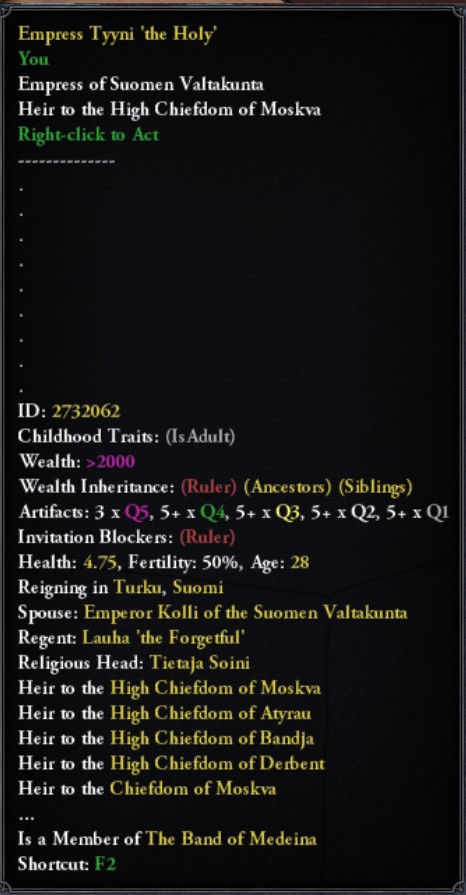 Empress Tyyni 'the Holy'
You
Empress of Suomen Valtakunta
Heir to the High Chiefdom of Moskva
Right-click to Act
--------------
.
.
.
.
.
.
.
.
.
ID: 2732062
Childhood Traits: (IsAdult)
Wealth: >2000
Wealth Inheritance: (Ruler) (Ancestors) (Siblings)
Artifacts: 3 x Q5, 5+ x Q4, 5+ x Q3, 5+ x Q2, 5+ x Q1
Invitation Blockers: (Ruler)
Health: 4.75, Fertility: 50%, Age: 28
Reigning in Turku, Suomi
Spouse: Emperor Kolli of the Suomen Valtakunta
Regent: Lauha 'the Forgetful'
Religious Head: Tietaja Soini
Heir to the High Chiefdom of Moskva
Heir to the High Chiefdom of Atyrau
Heir to the High Chiefdom of Bandja
Heir to the High Chiefdom of Derbent
Heir to the Chiefdom of Moskva
...
Is a Member of The Band of Medeina
Shortcut: F2